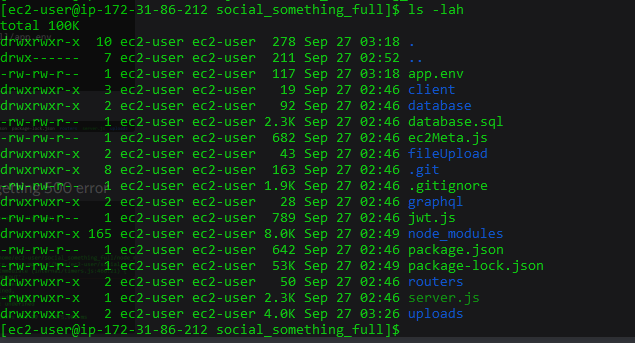 [ec2-user@ip-172-31-86-212 social_something_full]$ ls -lah
total 100K
drwxrwxr-x  10 ec2-user ec2-user  278 Sep 27 03:18 .
drwx------   7 ec2-user ec2-user  211 Sep 27 02:52 ..
-rw-rw-r--   1 ec2-user ec2-user  117 Sep 27 03:18 app.env
drwxrwxr-x   3 ec2-user ec2-user   19 Sep 27 02:46 client
drwxrwxr-x   2 ec2-user ec2-user   92 Sep 27 02:46 database
-rw-rw-r--   1 ec2-user ec2-user 2.3K Sep 27 02:46 database.sql
-rw-rw-r--   1 ec2-user ec2-user  682 Sep 27 02:46 ec2Meta.js
drwxrwxr-x   2 ec2-user ec2-user   43 Sep 27 02:46 fileUpload
drwxrwxr-x   8 ec2-user ec2-user  163 Sep 27 02:46 .git
-rw-rw-r--   1 ec2-user ec2-user 1.9K Sep 27 02:46 .gitignore
drwxrwxr-x   2 ec2-user ec2-user   28 Sep 27 02:46 graphql
-rw-rw-r--   1 ec2-user ec2-user  789 Sep 27 02:46 jwt.js
drwxrwxr-x 165 ec2-user ec2-user 8.0K Sep 27 02:49 node_modules
-rw-rw-r--   1 ec2-user ec2-user  642 Sep 27 02:46 package.json
-rw-rw-r--   1 ec2-user ec2-user  53K Sep 27 02:49 package-lock.json
drwxrwxr-x   2 ec2-user ec2-user   50 Sep 27 02:46 routers
-rwxrwxr-x   1 ec2-user ec2-user 2.3K Sep 27 02:46 server.js
drwxrwxr-x   2 ec2-user ec2-user 4.0K Sep 27 03:26 uploads
[ec2-user@ip-172-31-86-212 social_something_full]$